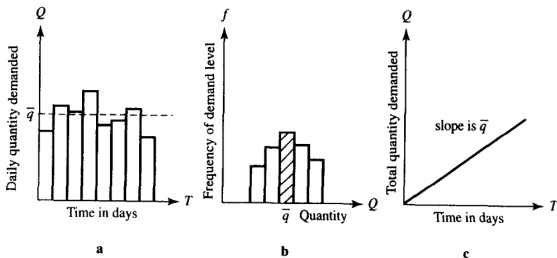 Q
Daily quantity demanded
q̅
T
Time in days
a
f
Frequency of demand level
q̅ Quantity
Q
b
Q
Total quantity demanded
slope is q̅
T
Time in days
c